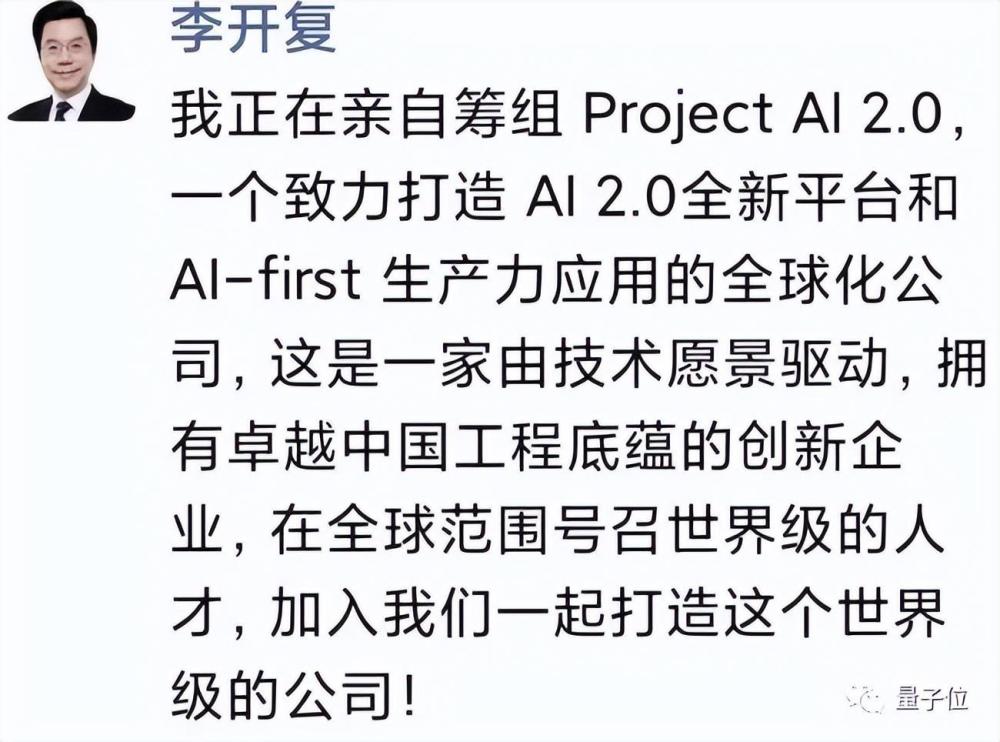 李开复
我正在亲自筹组 Project AI 2.0,
一个致力打造 AI 2.0全新平台和
AI-first 生产力应用的全球化公
司, 这是一家由技术愿景驱动, 拥
有卓越中国工程底蕴的创新企
业, 在全球范围号召世界级的人
才, 加入我们一起打造这个世界
级的公司!
量子位